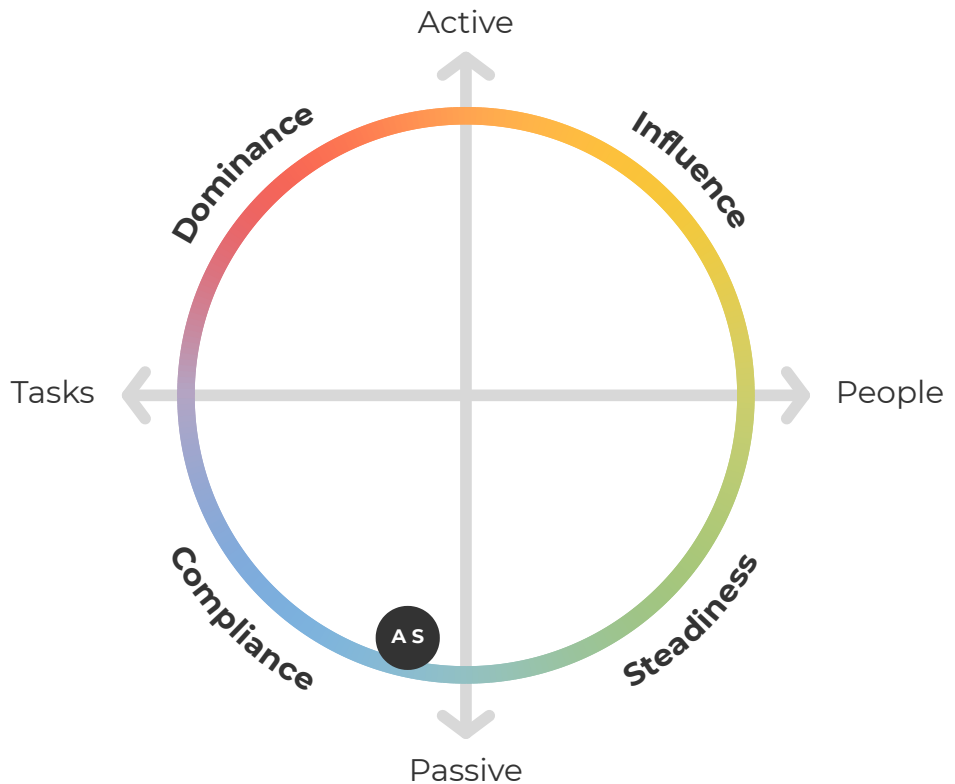 Active
Dominance
Influence
Tasks
People
Compliance
Steadiness
A S
Passive